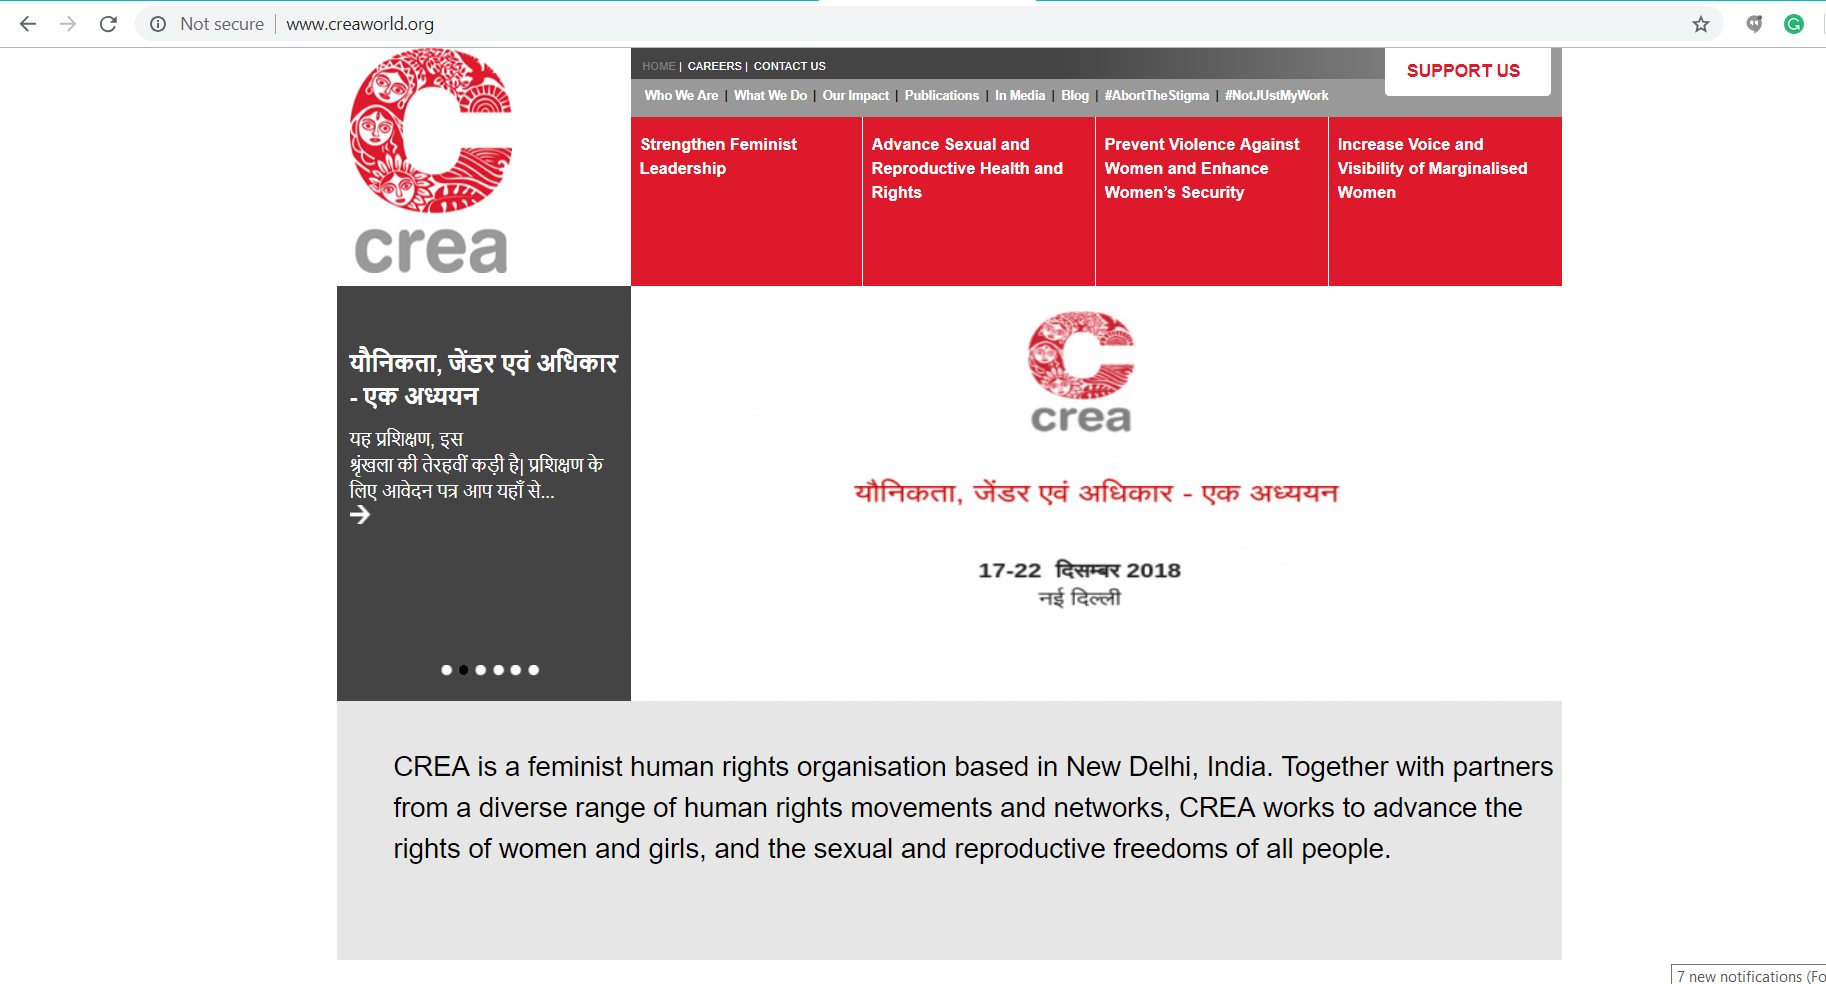 Not secure | www.creaworld.org
crea
HOME | CAREERS | CONTACT US
SUPPORT US
Who We Are | What We Do | Our Impact | Publications | In Media | Blog | #AbortTheStigma | #NotJUstMyWork
Strengthen Feminist
Leadership
Advance Sexual and
Reproductive Health and
Rights
Prevent Violence Against
Women and Enhance
Women’s Security
Increase Voice and
Visibility of Marginalised
Women
यौनिकता, जेंडर एवं अधिकार
- एक अध्ययन
यह प्रशिक्षण, इस
श्रृंखला की तेरहवीं कड़ी है| प्रशिक्षण के
लिए आवेदन पत्र आप यहाँ से...
crea
यौनिकता, जेंडर एवं अधिकार - एक अध्ययन
17-22 दिसम्बर 2018
नई दिल्ली
CREA is a feminist human rights organisation based in New Delhi, India. Together with partners
from a diverse range of human rights movements and networks, CREA works to advance the
rights of women and girls, and the sexual and reproductive freedoms of all people.
7 new notifications (Fo